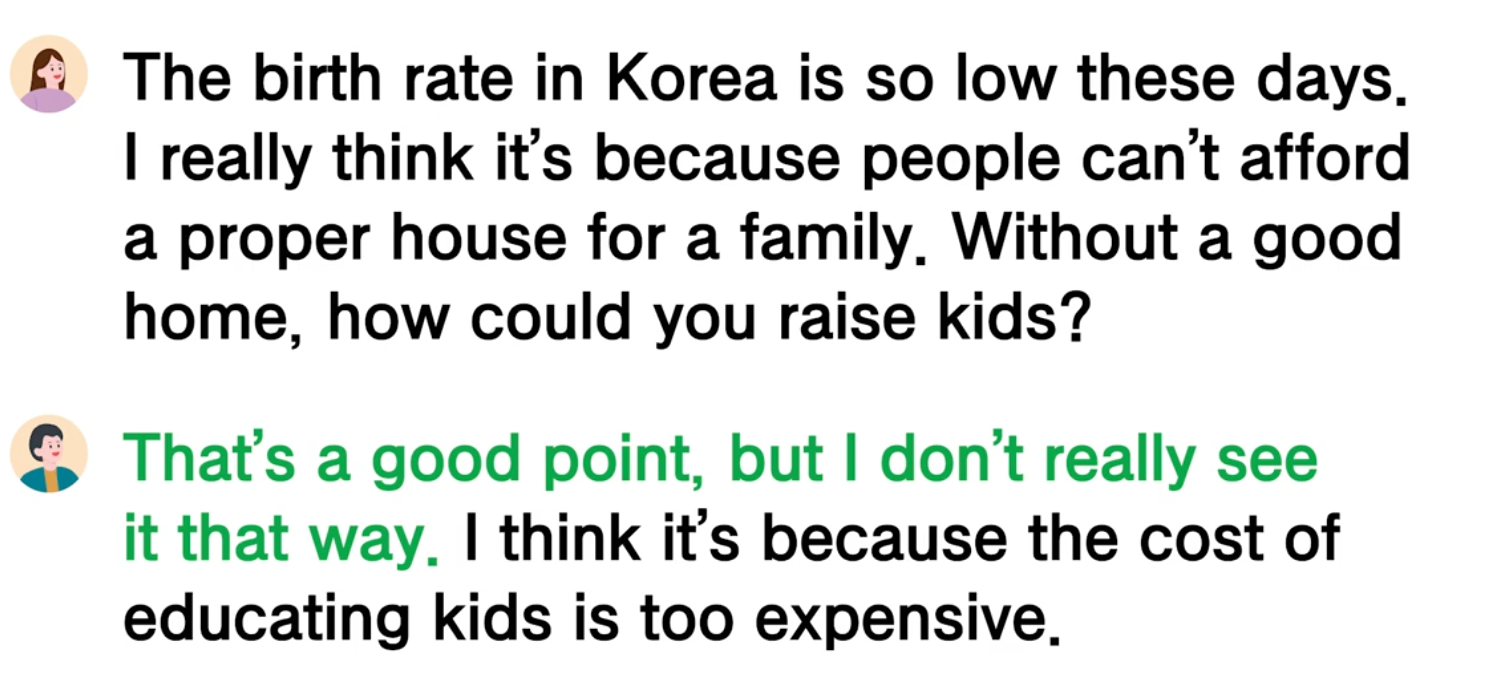 The birth rate in Korea is so low these days.
I really think it’s because people can’t afford
a proper house for a family. Without a good
home, how could you raise kids?
That’s a good point, but I don’t really see
it that way. I think it’s because the cost of
educating kids is too expensive.